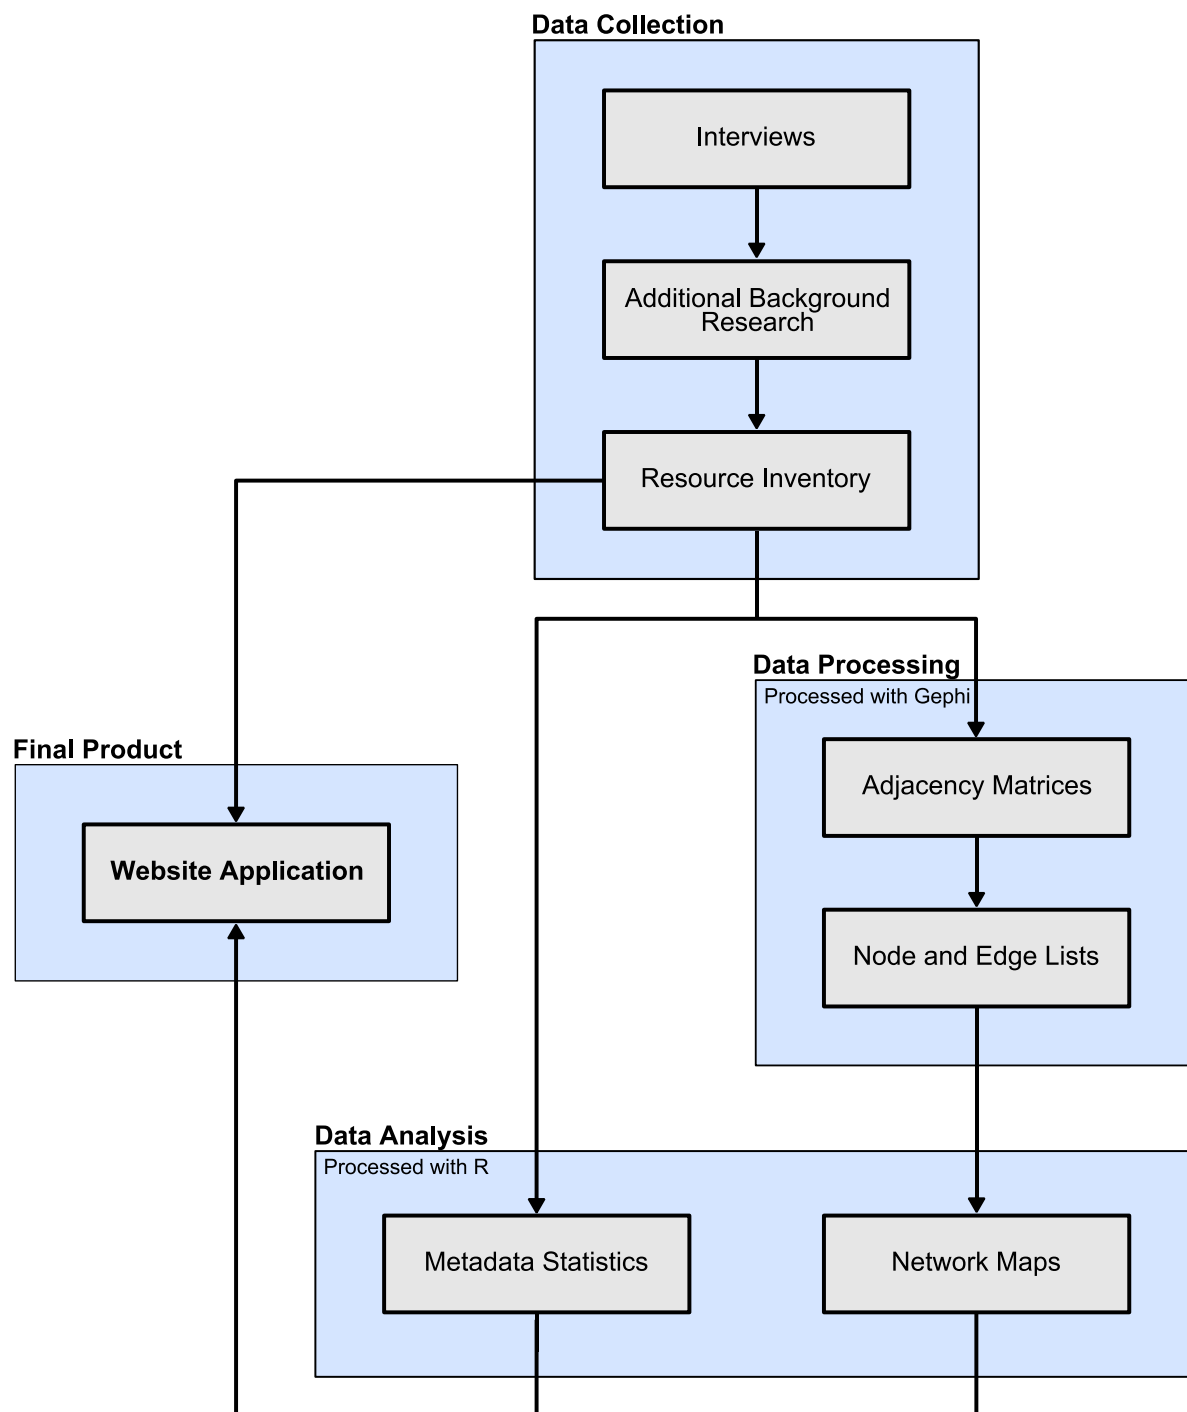 Data Collection
Interviews
Additional Background
Research
Resource Inventory
Data Processing
Processed with Gephi
Adjacency Matrices
Node and Edge Lists
Final Product
Website Application
Data Analysis
Processed with R
Metadata Statistics
Network Maps